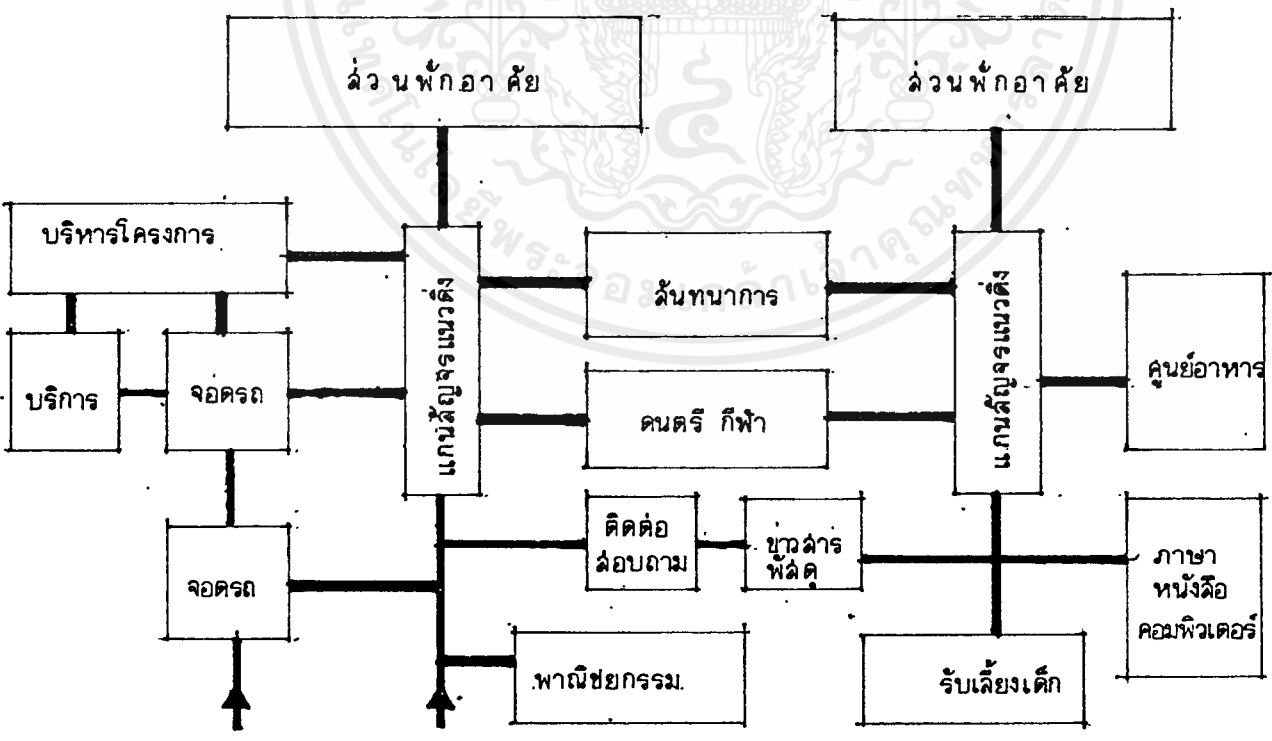 ส่วนพักอาศัย
ส่วนพักอาศัย
บริหารโครงการ
แกนสัญจรแนวดิ่ง
สันทนาการ
แกนสัญจรแนวดิ่ง
ศูนย์อาหาร
บริการ
จอดรถ
ดนตรี กีฬา
ติดต่อ
สอบถาม
ข่าวสาร
พัสดุ
ภาษา
หนังสือ
คอมพิวเตอร์
จอดรถ
พาณิชยกรรม
รับเลี้ยงเด็ก